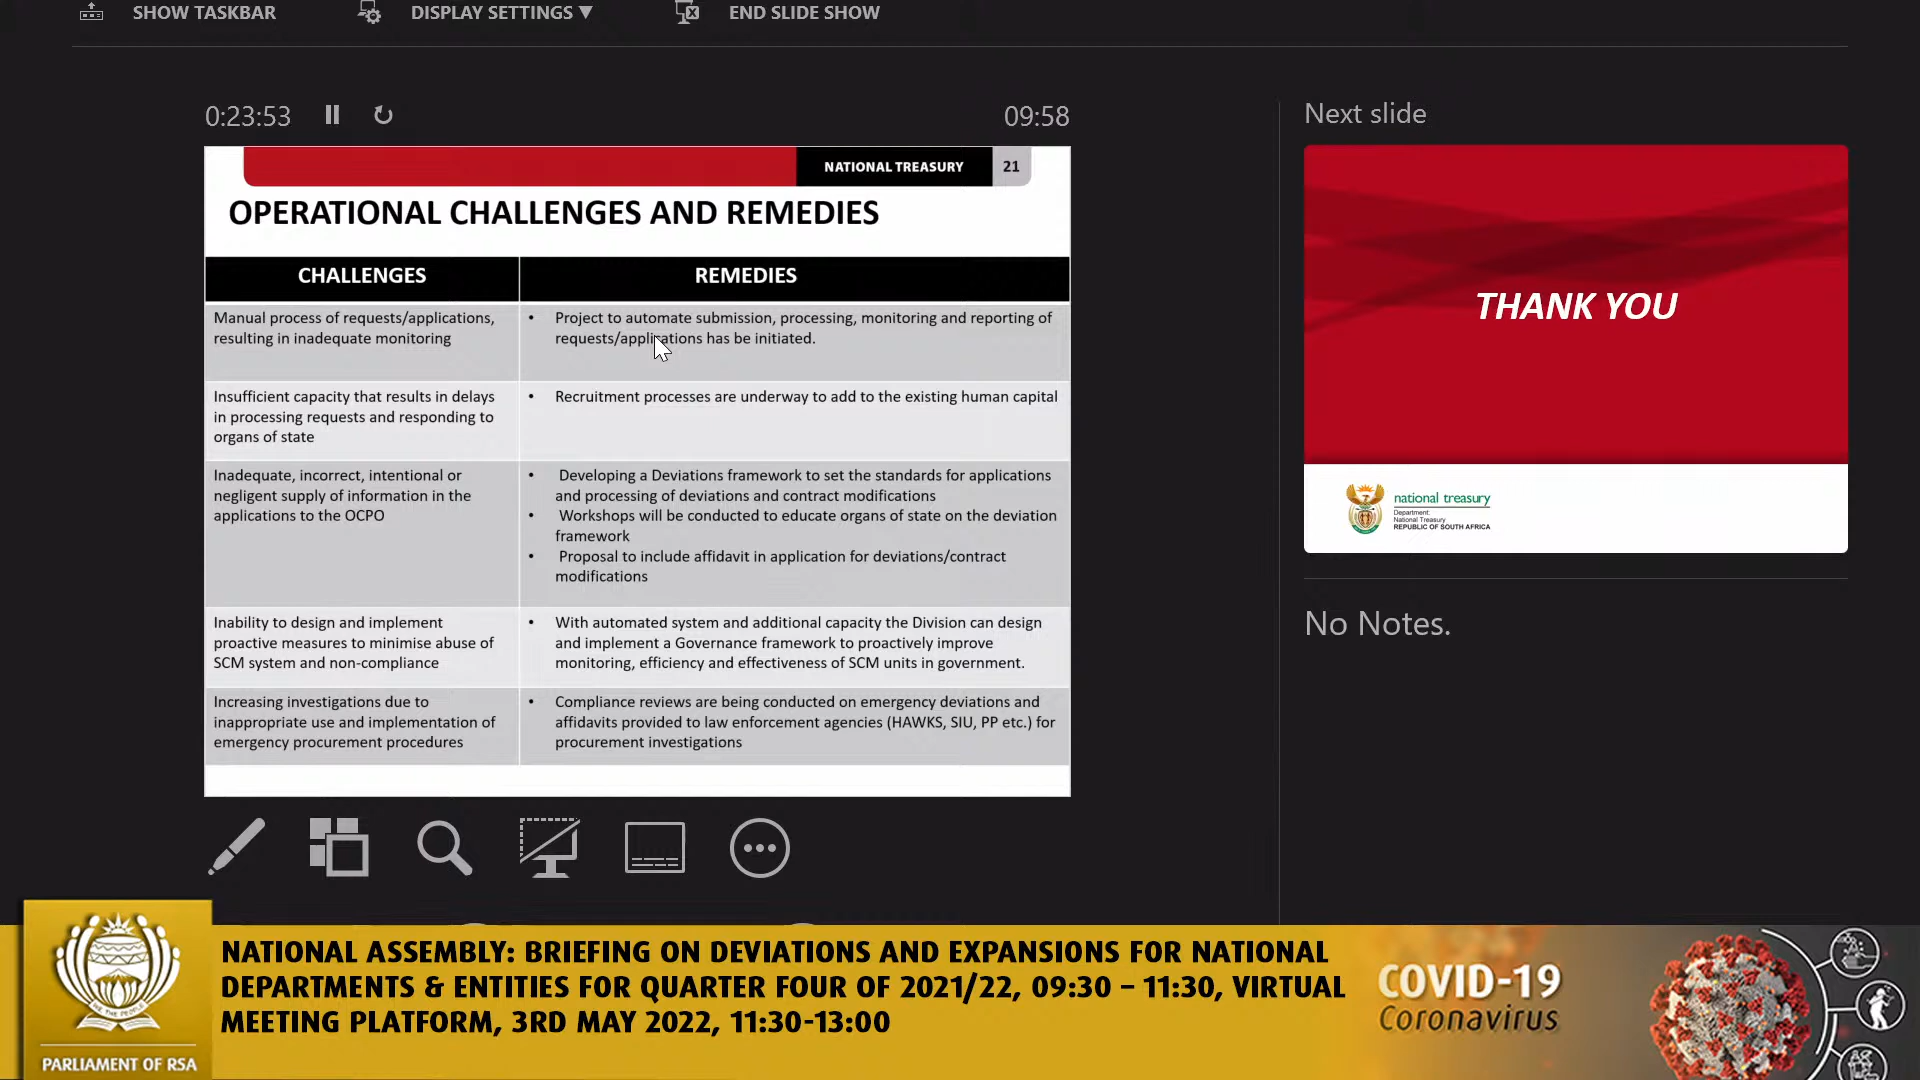 SHOW TASKBAR
DISPLAY SETTINGS ▼
END SLIDE SHOW
0:23:53
09:58
Next slide
NATIONAL TREASURY
21
OPERATIONAL CHALLENGES AND REMEDIES
CHALLENGES
REMEDIES
Manual process of requests/applications,
resulting in inadequate monitoring
• Project to automate submission, processing, monitoring and reporting of
requests/applications has be initiated.
Insufficient capacity that results in delays
in processing requests and responding to
organs of state
• Recruitment processes are underway to add to the existing human capital
Inadequate, incorrect, intentional or
negligent supply of information in the
applications to the OCPO
• Developing a Deviations framework to set the standards for applications
and processing of deviations and contract modifications
• Workshops will be conducted to educate organs of state on the deviation
framework
• Proposal to include affidavit in application for deviations/contract
modifications
Inability to design and implement
proactive measures to minimise abuse of
SCM system and non-compliance
• With automated system and additional capacity the Division can design
and implement a Governance framework to proactively improve
monitoring, efficiency and effectiveness of SCM units in government.
Increasing investigations due to
inappropriate use and implementation of
emergency procurement procedures
• Compliance reviews are being conducted on emergency deviations and
affidavits provided to law enforcement agencies (HAWKS, SIU, PP etc.) for
procurement investigations
THANK YOU
national treasury
Department:
National Treasury
REPUBLIC OF SOUTH AFRICA
No Notes.
PARLIAMENT OF RSA
NATIONAL ASSEMBLY: BRIEFING ON DEVIATIONS AND EXPANSIONS FOR NATIONAL
DEPARTMENTS & ENTITIES FOR QUARTER FOUR OF 2021/22, 09:30 – 11:30, VIRTUAL
MEETING PLATFORM, 3RD MAY 2022, 11:30-13:00
COVID-19
Coronavirus